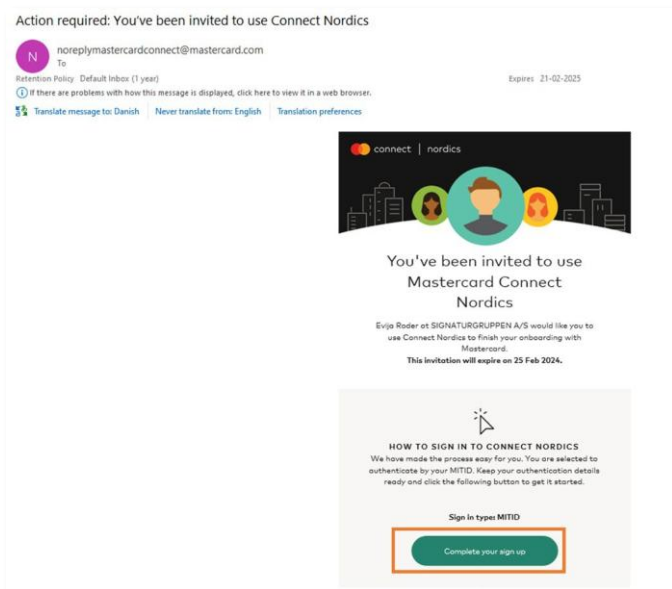 Action required: You've been invited to use Connect Nordics
N
noreplymastercardconnect@mastercard.com
To
Retention Policy Default Inbox (1 year)
Expires 21-02-2025
If there are problems with how this message is displayed, click here to view it in a web browser.
Translate message to: Danish Never translate from: English Translation preferences
connect | nordics
You've been invited to use
Mastercard Connect
Nordics
Evija Rader at SIGNATURGRUPPEN A/S would like you to
use Connect Nordics to finish your onboarding with
Mastercard.
This invitation will expire on 25 Feb 2024.
HOW TO SIGN IN TO CONNECT NORDICS
We have made the process easy for you. You are selected to
authenticate by your MITID. Keep your authentication details
ready and click the following button to get it started.
Sign in type: MITID
Complete your sign up